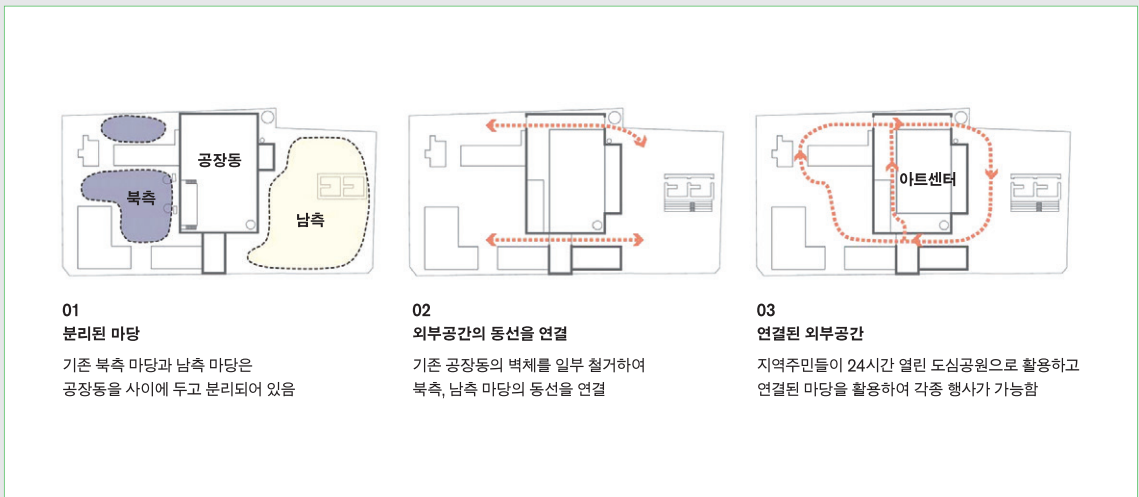 공장동
북측
남측
아트센터
01
분리된 마당
기존 북측 마당과 남측 마당은
공장동을 사이에 두고 분리되어 있음
02
외부공간의 동선을 연결
기존 공장동의 벽체를 일부 철거하여
북측, 남측 마당의 동선을 연결
03
연결된 외부공간
지역주민들이 24시간 열린 도심공원으로 활용하고
연결된 마당을 활용하여 각종 행사가 가능함